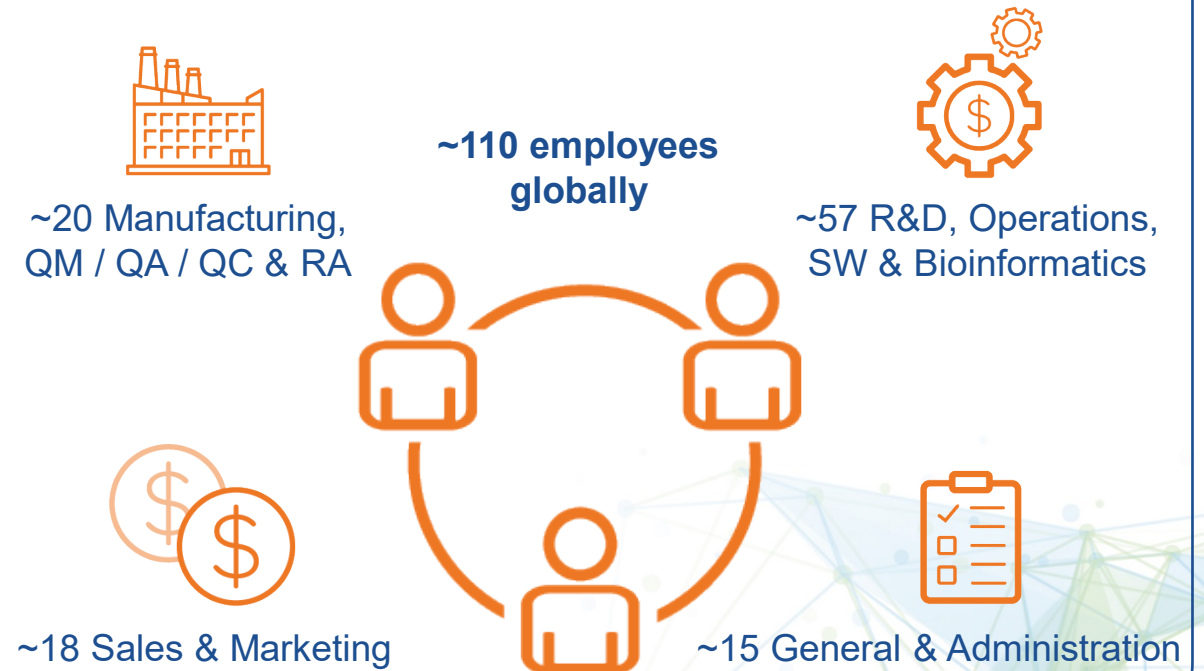 ~110 employees
globally
~20 Manufacturing,
QM / QA / QC & RA
~57 R&D, Operations,
SW & Bioinformatics
$
$
$
~18 Sales & Marketing
~15 General & Administration